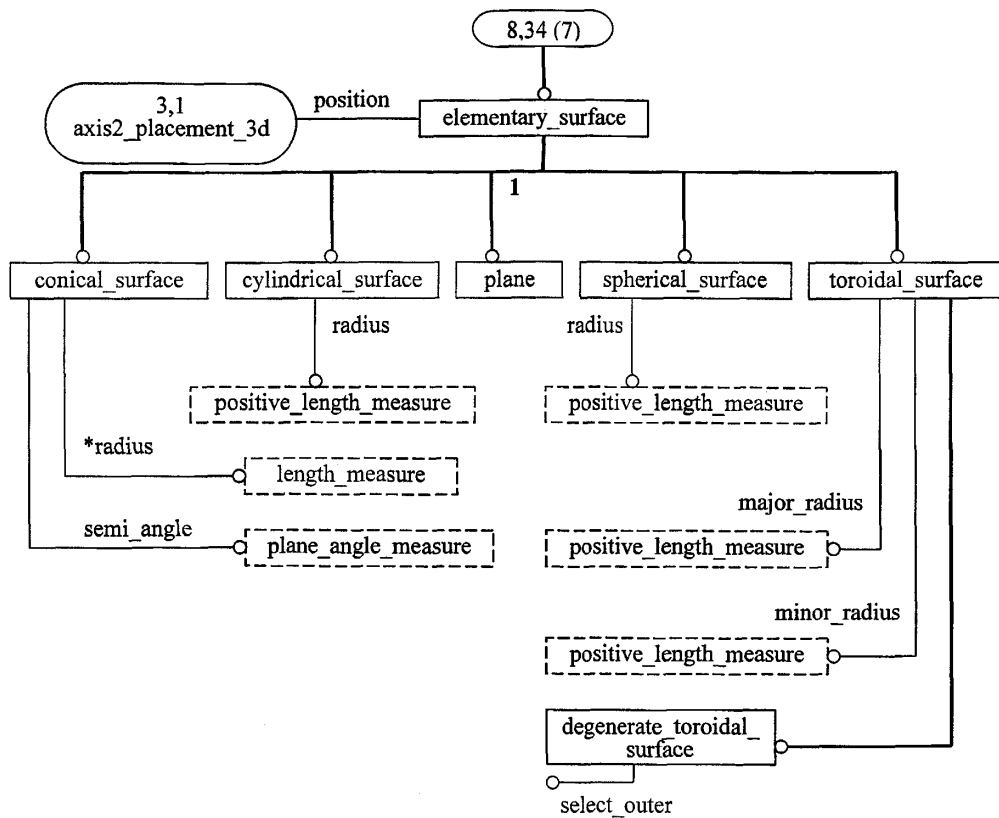 8,34 (7)
3,1
axis2_placement_3d
position
elementary_surface
1
conical_surface
cylindrical_surface
plane
spherical_surface
toroidal_surface
radius
radius
positive_length_measure
positive_length_measure
*radius
length_measure
major_radius
semi_angle
plane_angle_measure
positive_length_measure
minor_radius
positive_length_measure
degenerate_toroidal_
surface
select_outer